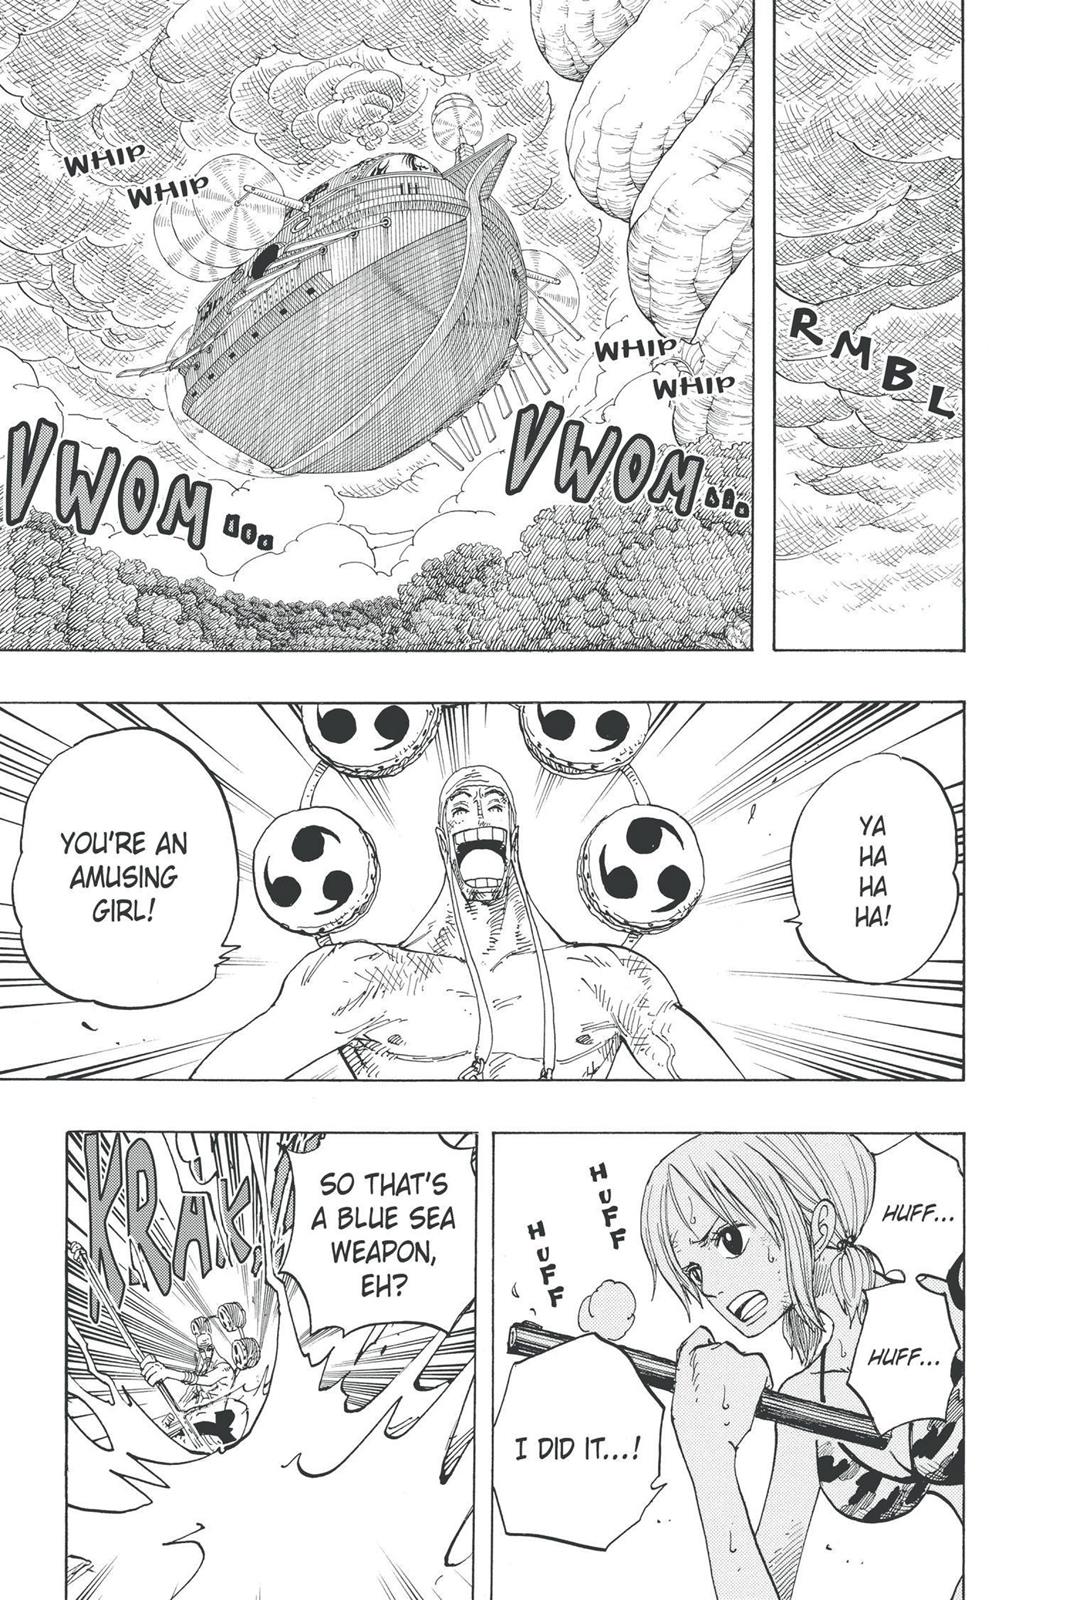 RMBL
WHIP
WHIP
WHIP
WHIP
VWOM...
VWOM...
YA
HA
HA
HA!
YOU'RE AN
AMUSING
GIRL!
HUFF...
HUFF...
HUFF
HUFF
I DID IT...!
SO THAT'S
A BLUE SEA
WEAPON,
EH?
KRAK!